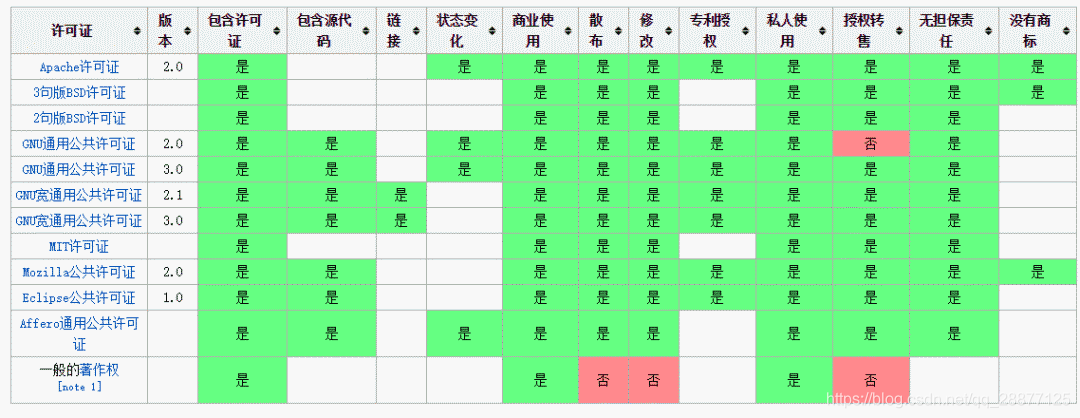 许可证 版本 包含许可证 包含源代码 链接 状态变化 商业使用 散布 修改 专利授权 私人使用 授权转售 无担保责任 没有商标
Apache许可证 2.0 是 是 是 是 是 是 是 是 是 是
3句版BSD许可证 是 是 是 是 是 是 是 是
2句版BSD许可证 是 是 是 是 是 是 是
GNU通用公共许可证 2.0 是 是 是 是 是 是 是 是 否 是
GNU通用公共许可证 3.0 是 是 是 是 是 是 是 是 是 是
GNU宽通用公共许可证 2.1 是 是 是 是 是 是 是 是 是 是
GNU宽通用公共许可证 3.0 是 是 是 是 是 是 是 是 是 是
MIT许可证 是 是 是 是 是 是 是
Mozilla公共许可证 2.0 是 是 是 是 是 是 是 是 是 是
Eclipse公共许可证 1.0 是 是 是 是 是 是 是 是 是
Affero通用公共许可证 是 是 是 是 是 是 是 是 是
一般的著作权 是 是 否 否 是 否
[note 1]
https://blog.csdn.net/qq_28877125